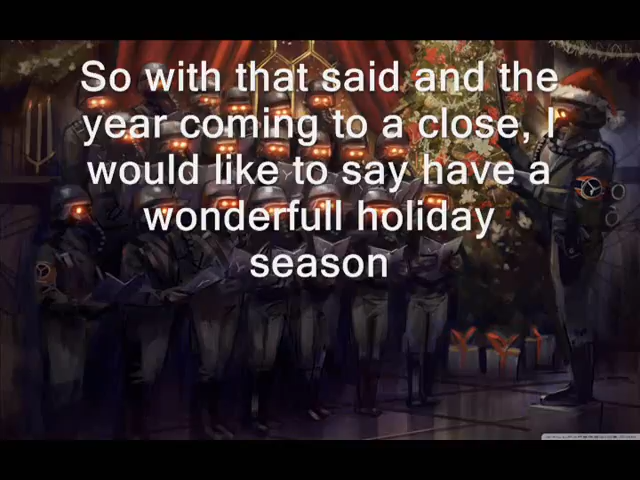 So with that said and the
year coming to a close, I
would like to say have a
wonderfull holiday
season